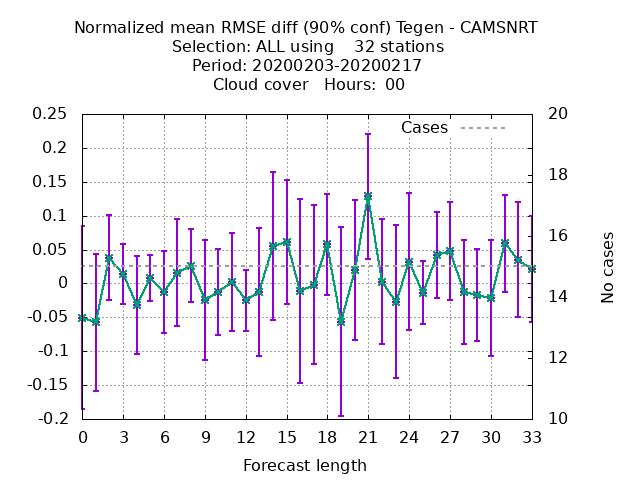 Normalized mean RMSE diff (90% conf) Tegen - CAMSNRT
Selection: ALL using 32 stations
Period: 20200203-20200217
Cloud cover Hours: 00
Cases
0.25
0.2
0.15
0.1
0.05
0
-0.05
-0.1
-0.15
-0.2
20
18
16
14
12
10
No cases
0 3 6 9 12 15 18 21 24 27 30 33
Forecast length